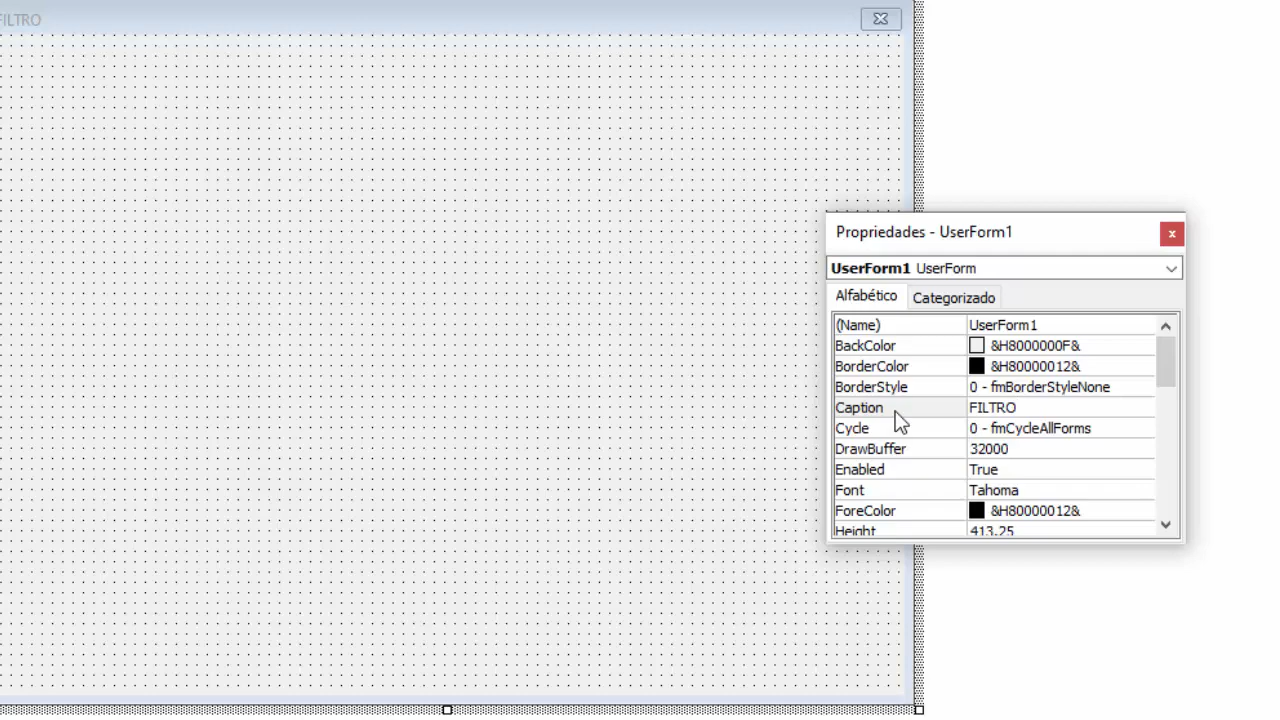 FILTRO
Propriedades - UserForm1
x
UserForm1 UserForm
Alfabético
Categorizado
(Name) UserForm1
BackColor &H8000000F&
BorderColor &H80000012&
BorderStyle 0 - fmBorderStyleNone
Caption FILTRO
Cycle 0 - fmCycleAllForms
DrawBuffer 32000
Enabled True
Font Tahoma
ForeColor &H80000012&
Height 413,25